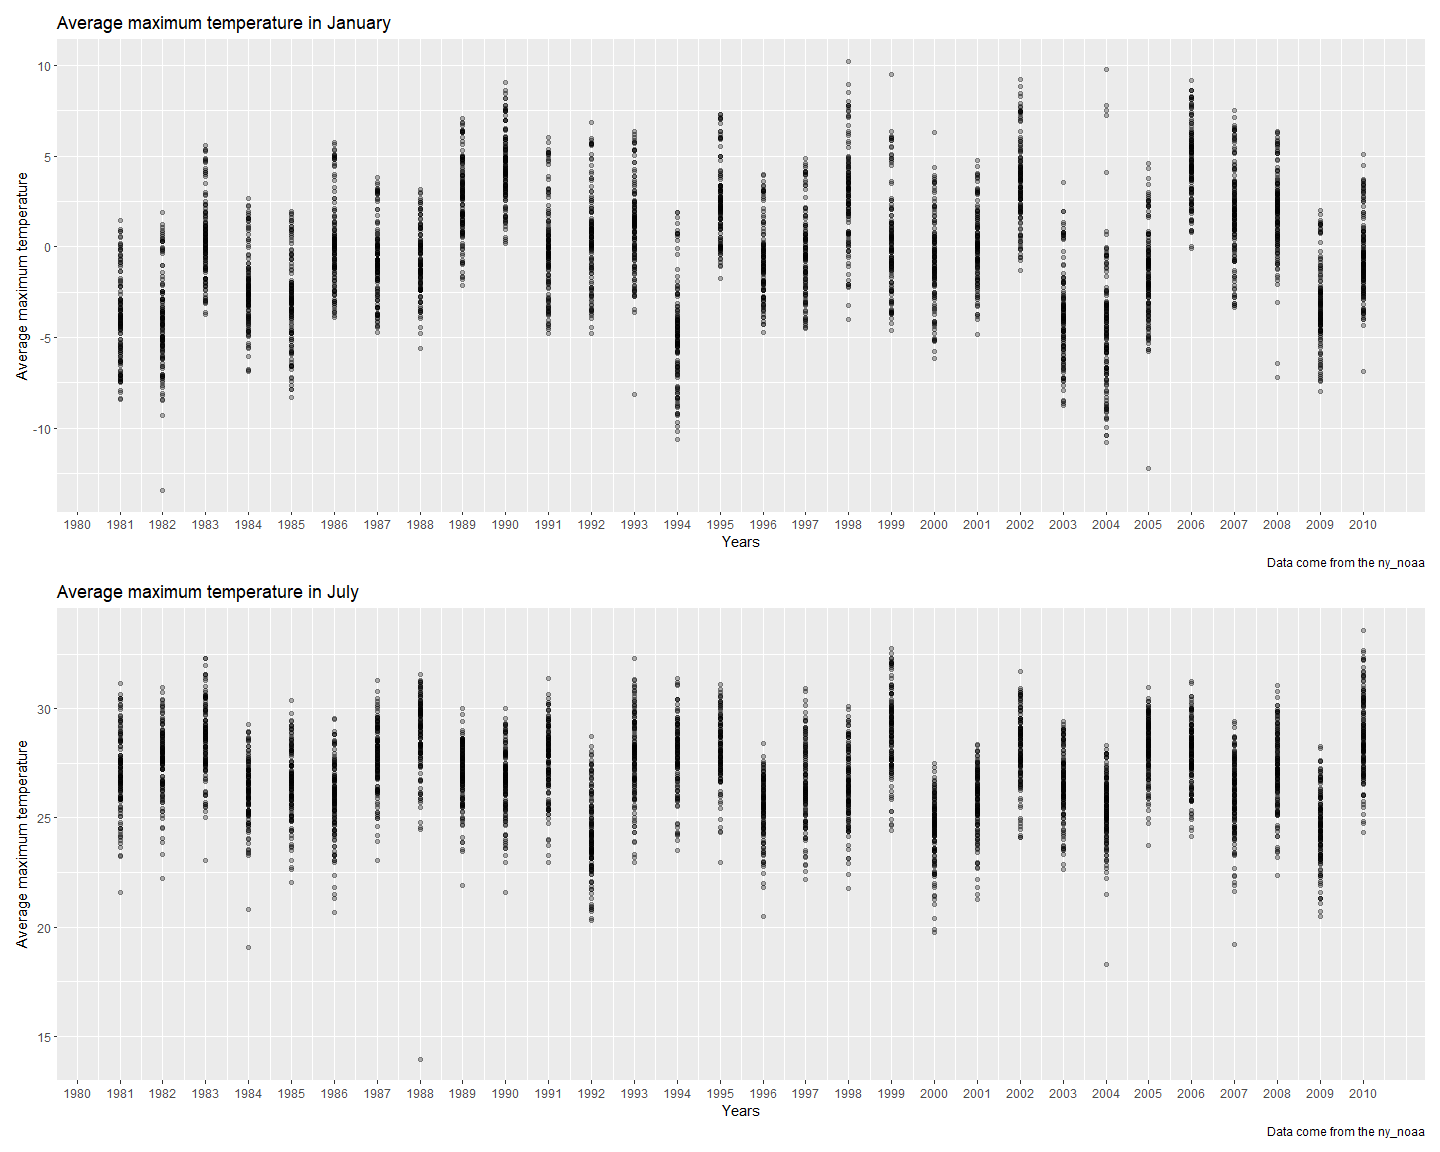 Average maximum temperature in January
Average maximum temperature
10
5
0
-5
-10
1980 1981 1982 1983 1984 1985 1986 1987 1988 1989 1990 1991 1992 1993 1994 1995 1996 1997 1998 1999 2000 2001 2002 2003 2004 2005 2006 2007 2008 2009 2010
Years
Data come from the ny_noaa
Average maximum temperature in July
Average maximum temperature
30
25
20
15
1980 1981 1982 1983 1984 1985 1986 1987 1988 1989 1990 1991 1992 1993 1994 1995 1996 1997 1998 1999 2000 2001 2002 2003 2004 2005 2006 2007 2008 2009 2010
Years
Data come from the ny_noaa